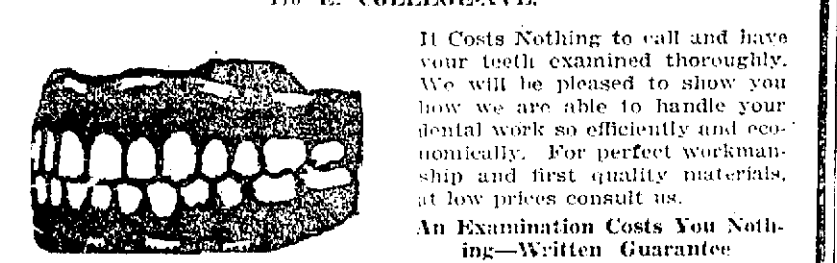 E. COLLEGE AVE.
It Costs Nothing to call and have
your teeth examined thoroughly.
We will be pleased to show you
how we are able to handle your
dental work so efficiently and eco-
nomically. For perfect workman-
ship and first quality materials,
at low prices consult us.
An Examination Costs You Noth-
ing—Written Guarantee